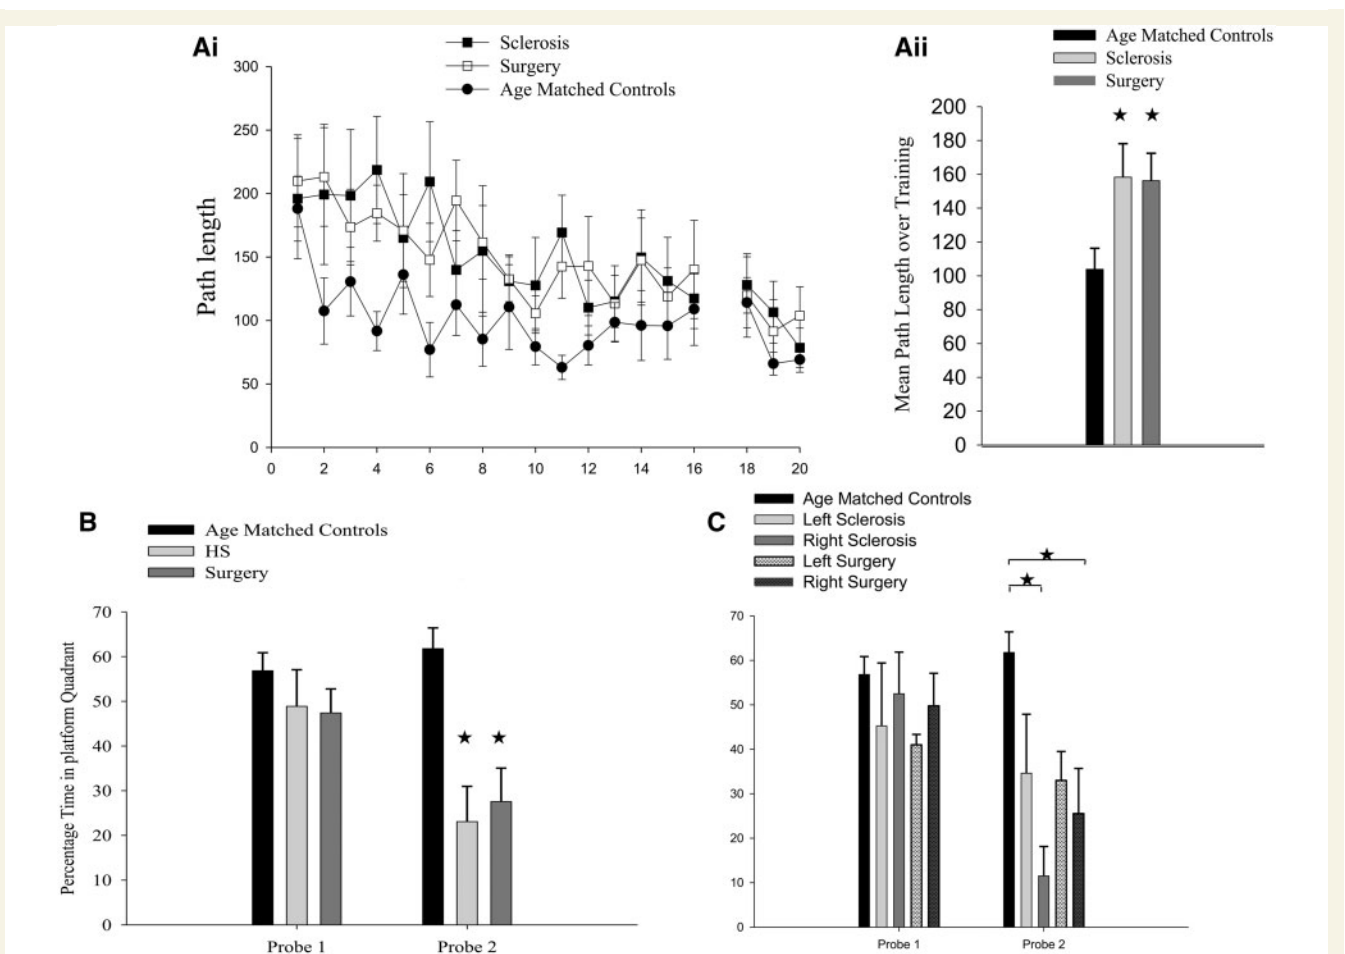 Ai
Sclerosis
Surgery
Age Matched Controls
300
250
200
150
100
50
0
Path length
0 2 4 6 8 10 12 14 16 18 20
Aii
Age Matched Controls
Sclerosis
Surgery
200
180
160
140
120
100
80
60
40
20
0
Mean Path Length over Training
★ ★
B
Age Matched Controls
HS
Surgery
70
60
50
40
30
20
10
0
Percentage Time in platform Quadrant
★ ★
Probe 1 Probe 2
C
Age Matched Controls
Left Sclerosis
Right Sclerosis
Left Surgery
Right Surgery
★
★
70
60
50
40
30
20
10
0
Probe 1 Probe 2